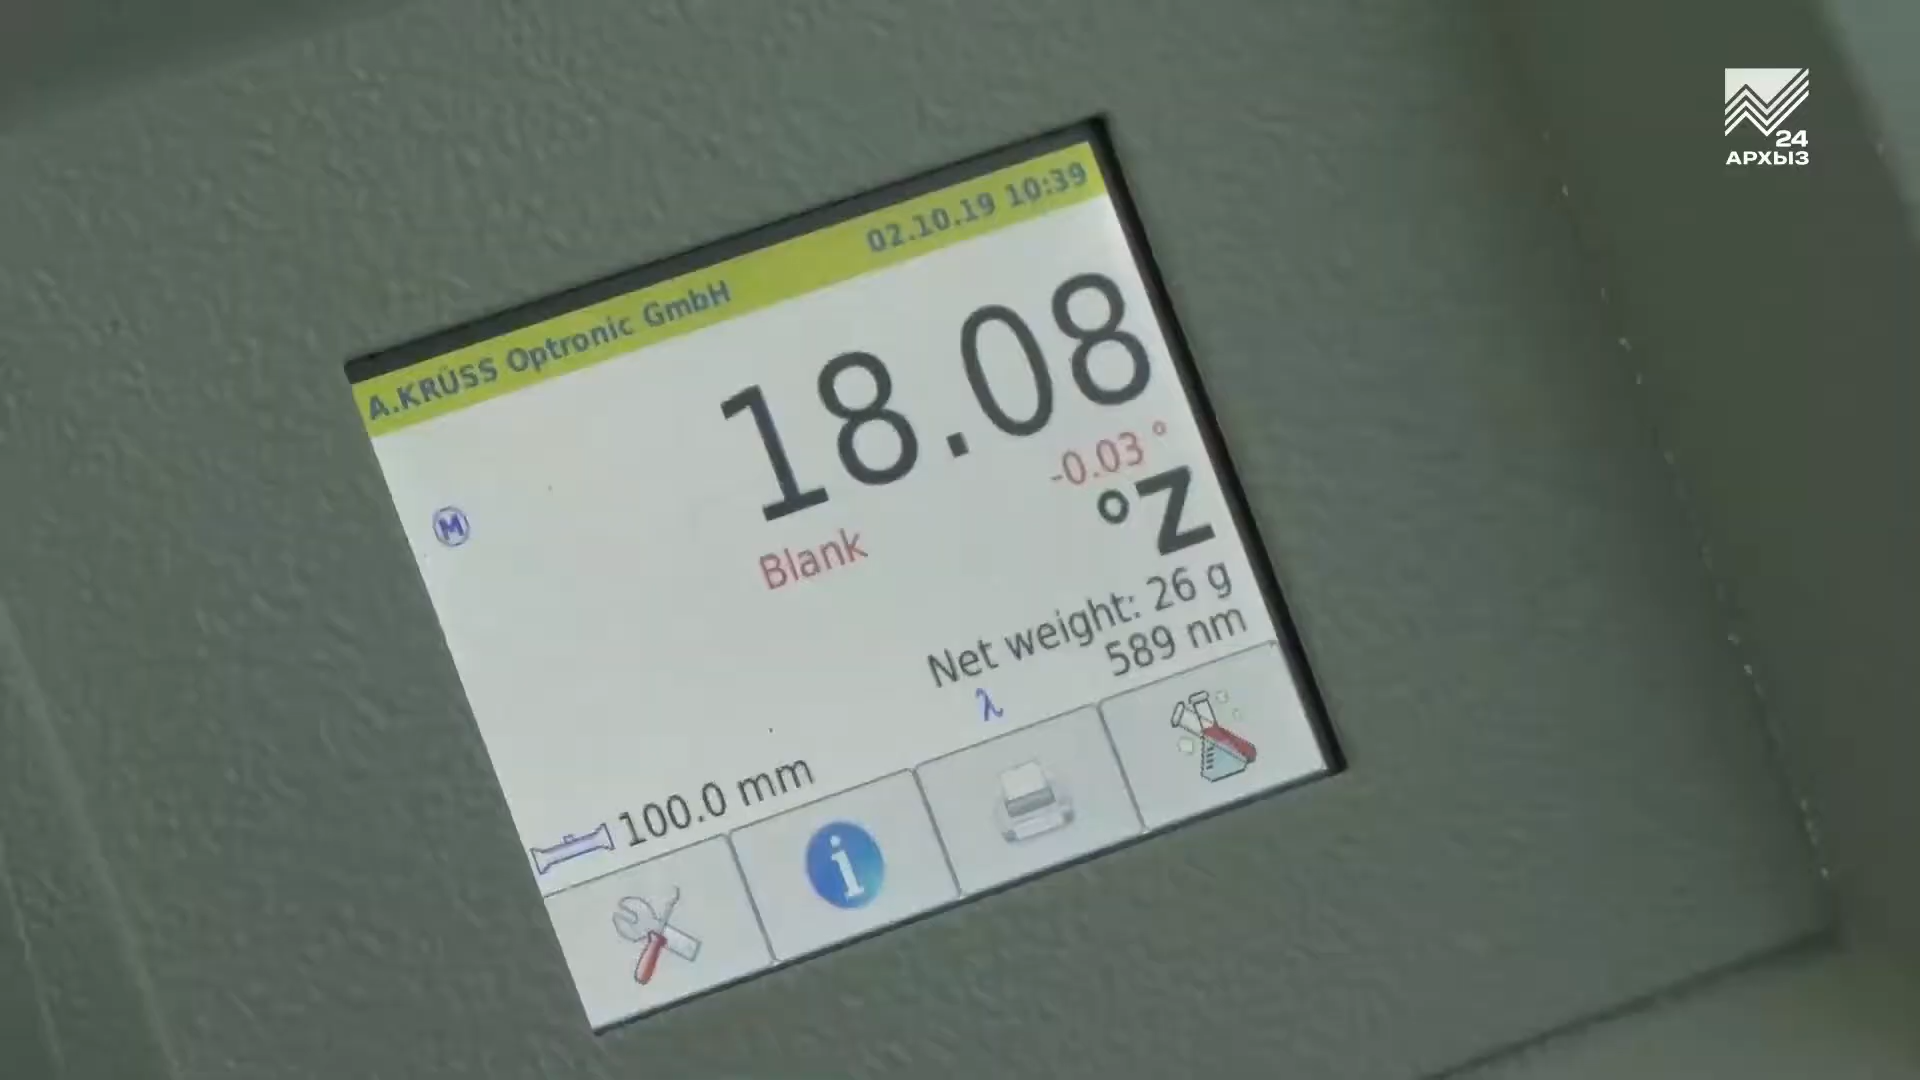 24
АРХЫЗ
A.KRÜSS Optronic GmbH 02.10.19 10:39
18.08
-0.03 °
°Z
M
Blank
Net weight: 26 g
589 nm
λ
100.0 mm
i